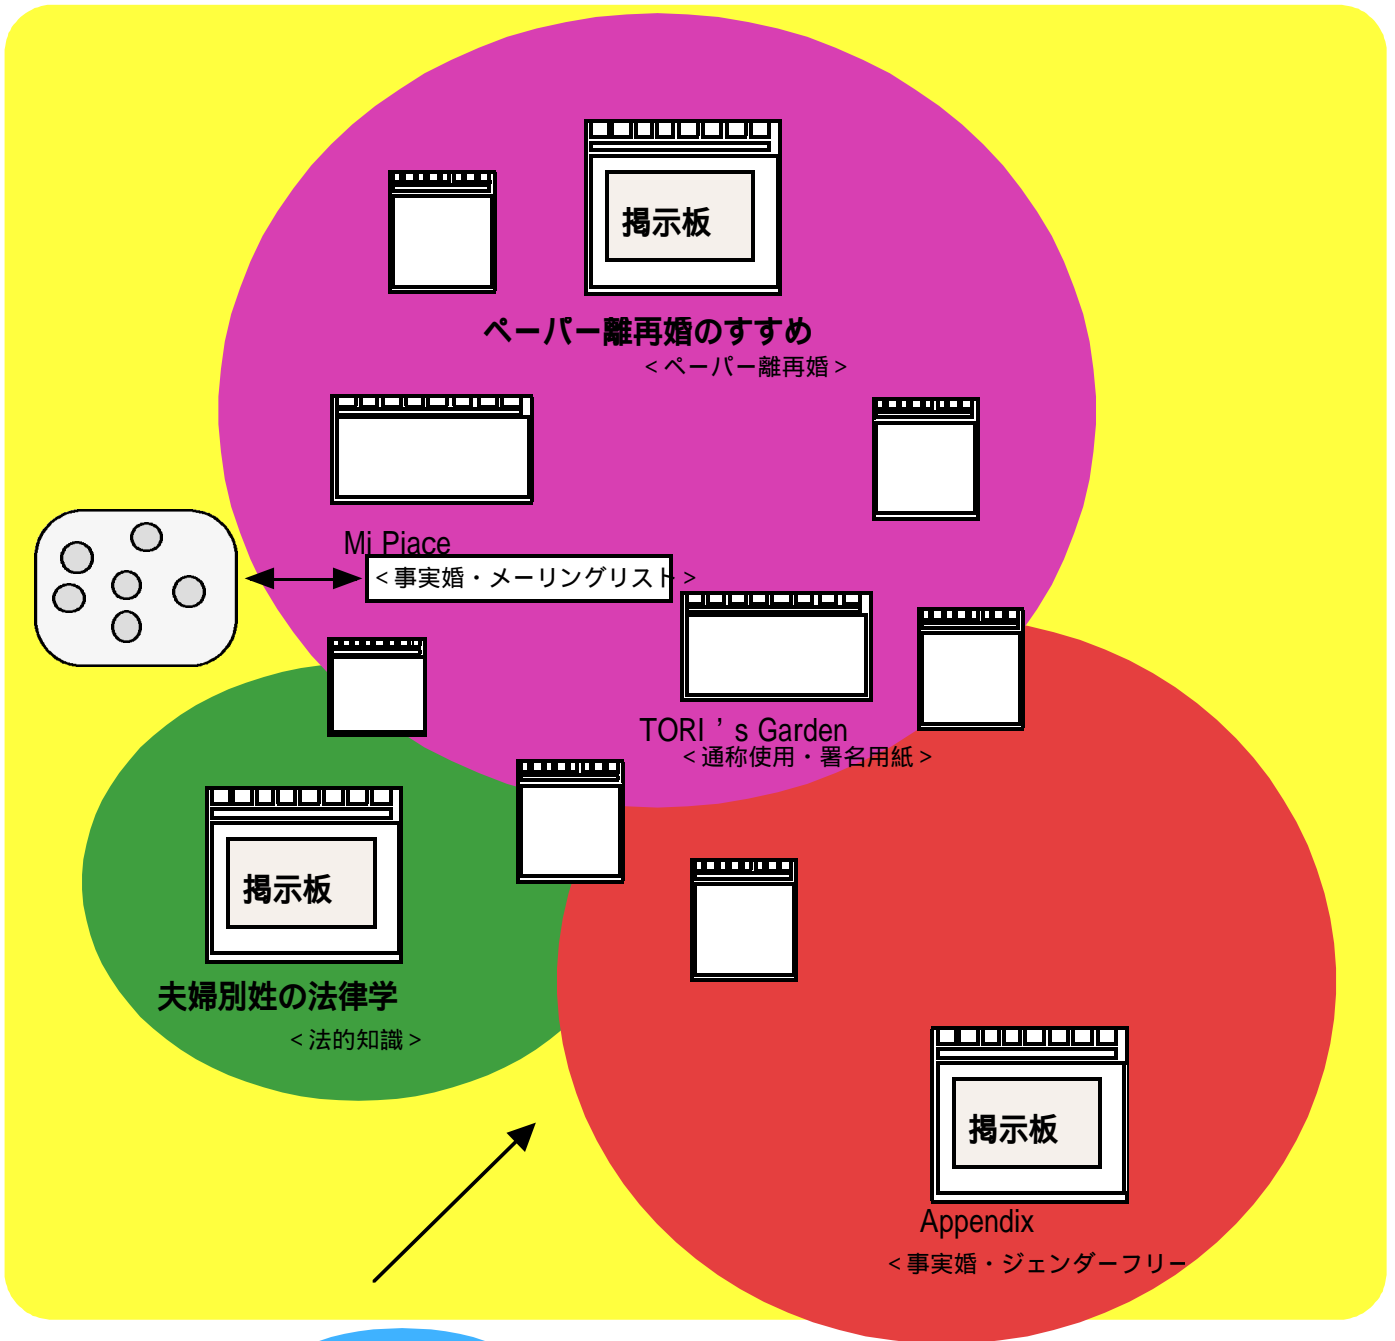 掲示板
ペーパー離再婚のすすめ
<ペーパー離再婚>
Mi Piace
<事実婚・メーリングリスト>
TORI ’ s Garden
<通称使用・署名用紙>
掲示板
夫婦別姓の法律学
<法的知識>
掲示板
Appendix
<事実婚・ジェンダーフリー